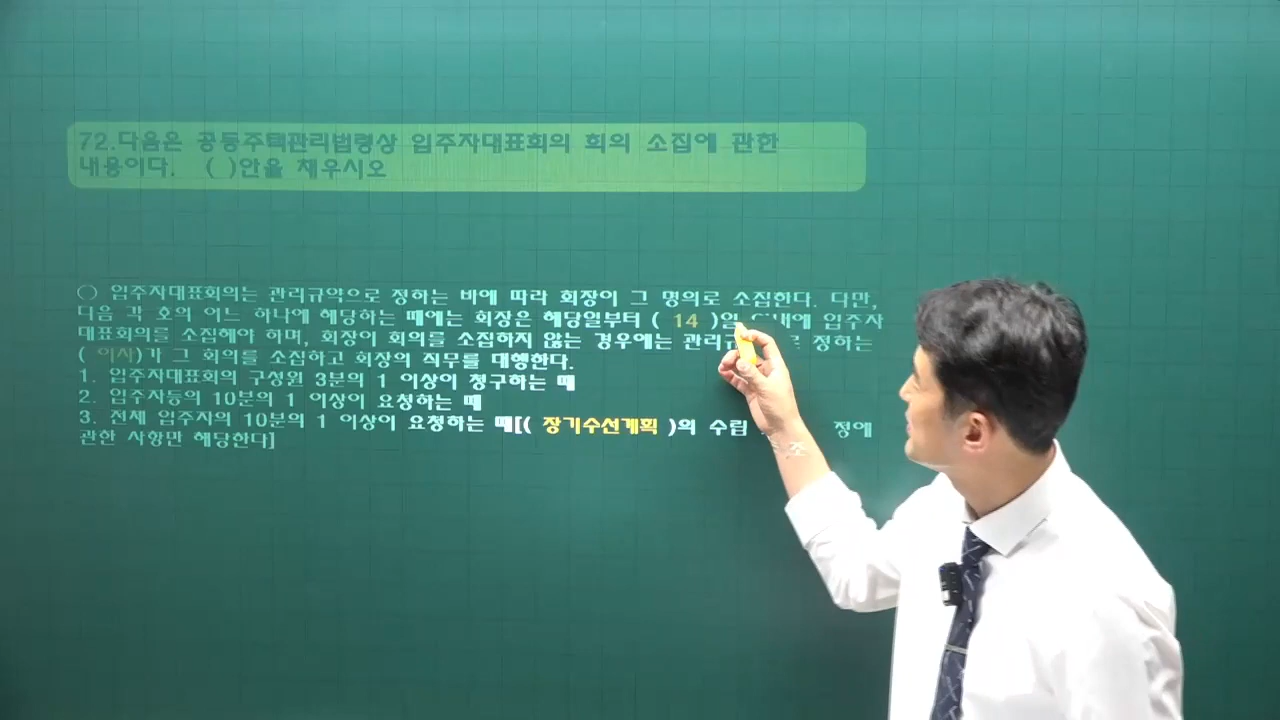 72.다음은 공동주택관리법령상 입주자대표회의 회의 소집에 관한
내용이다. ( )안을 채우시오
○ 입주자대표회의는 관리규약으로 정하는 바에 따라 회장이 그 명의로 소집한다. 다만,
다음 각 호의 어느 하나에 해당하는 때에는 회장은 해당일부터 ( 14 )일 입주자
대표회의를 소집해야 하며, 회장이 회의를 소집하지 않는 경우에는 정하는
( 이사)가 그 회의를 소집하고 회장의 직무를 대행한다.
1. 입주자대표회의 구성원 3분의 1 이상이 청구하는 때
2. 입주자등의 10분의 1 이상이 요청하는 때
3. 전체 입주자의 10분의 1 이상이 요청하는 때[( 장기수선계획 )의 수립
관한 사항만 해당한다]